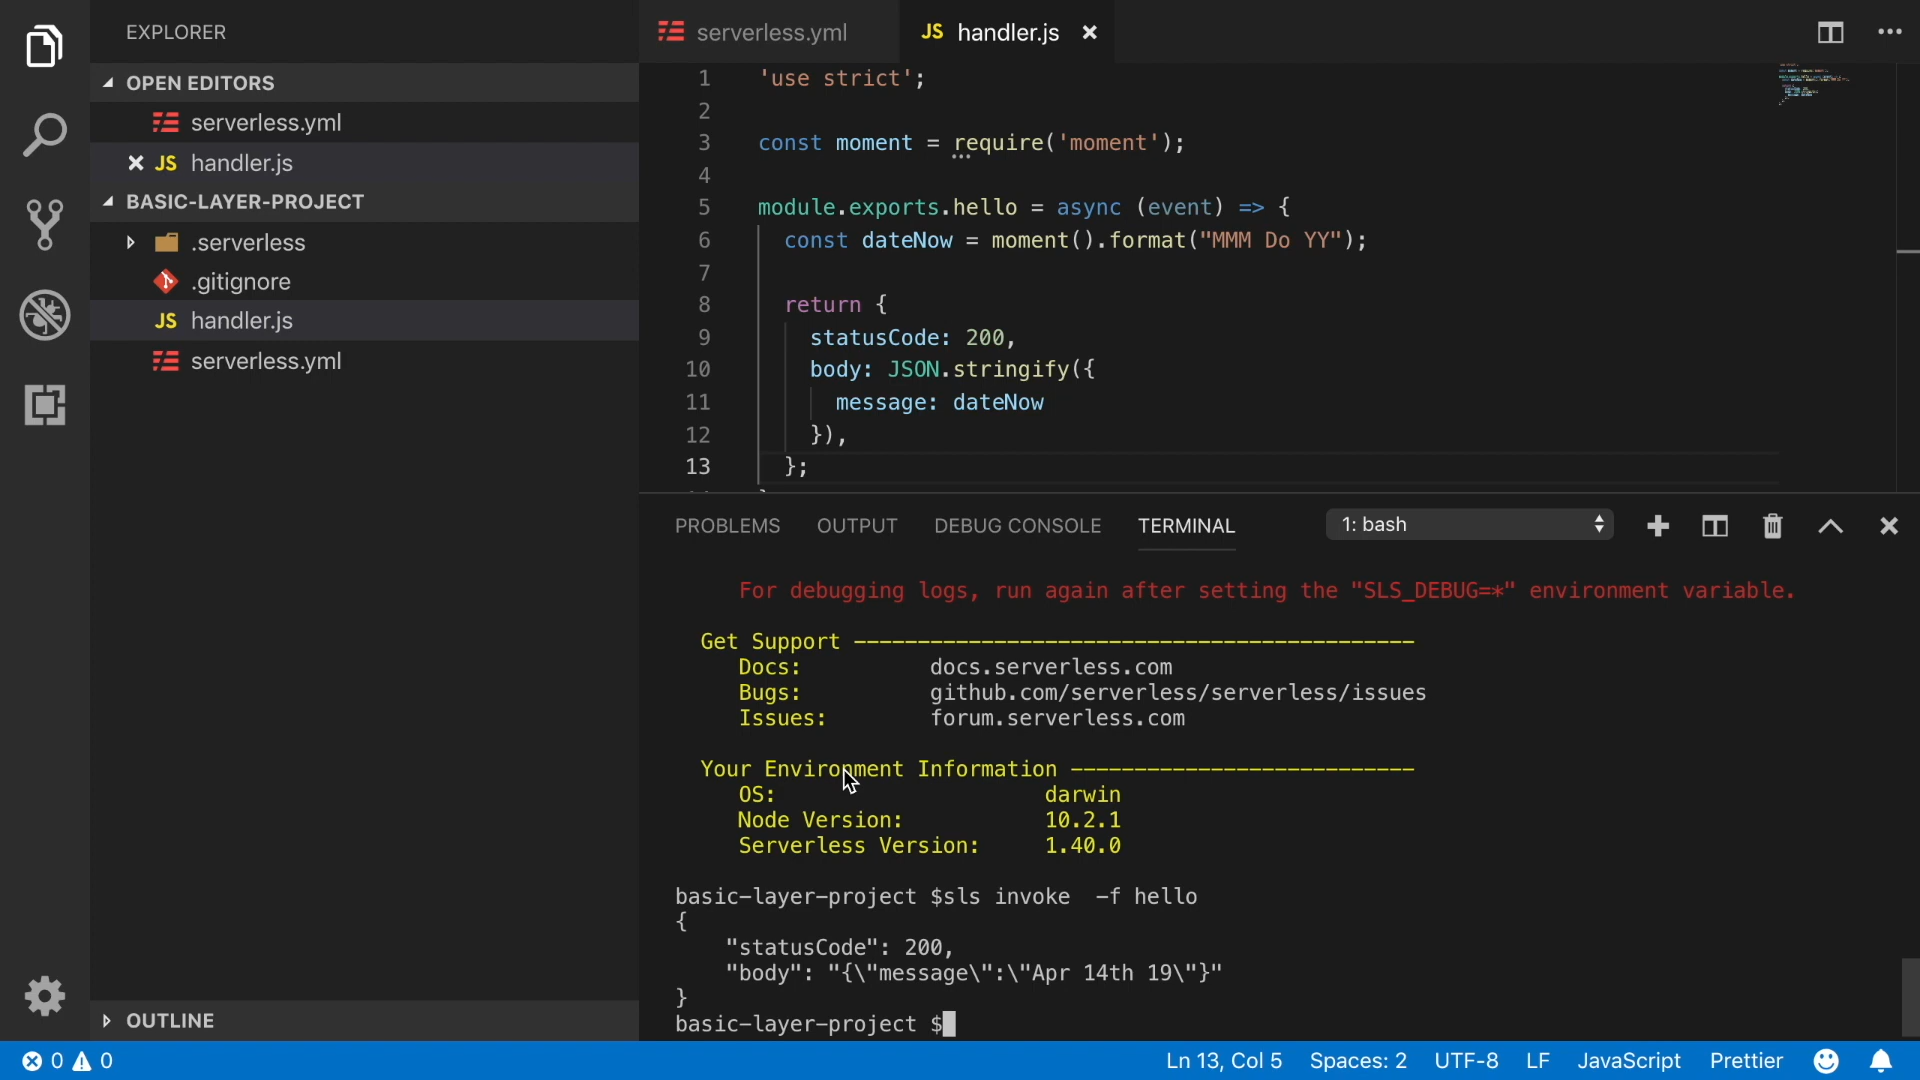 EXPLORER
OPEN EDITORS
serverless.yml
JS handler.js
BASIC-LAYER-PROJECT
.serverless
.gitignore
JS handler.js
serverless.yml
OUTLINE
serverless.yml
JS handler.js
1 'use strict';
2
3 const moment = require('moment');
4
5 module.exports.hello = async (event) => {
6 const dateNow = moment().format("MMM Do YY");
7
8 return {
9 statusCode: 200,
10 body: JSON.stringify({
11 message: dateNow
12 }),
13 };
PROBLEMS OUTPUT DEBUG CONSOLE TERMINAL 1: bash
For debugging logs, run again after setting the "SLS_DEBUG=*" environment variable.
Get Support --------------------------------------------
Docs: docs.serverless.com
Bugs: github.com/serverless/serverless/issues
Issues: forum.serverless.com
Your Environment Information ---------------------------
OS: darwin
Node Version: 10.2.1
Serverless Version: 1.40.0
basic-layer-project $sls invoke  -f hello
{
"statusCode": 200,
"body": "{\"message\":\"Apr 14th 19\"}"
}
basic-layer-project $
0 0 Ln 13, Col 5 Spaces: 2 UTF-8 LF JavaScript Prettier